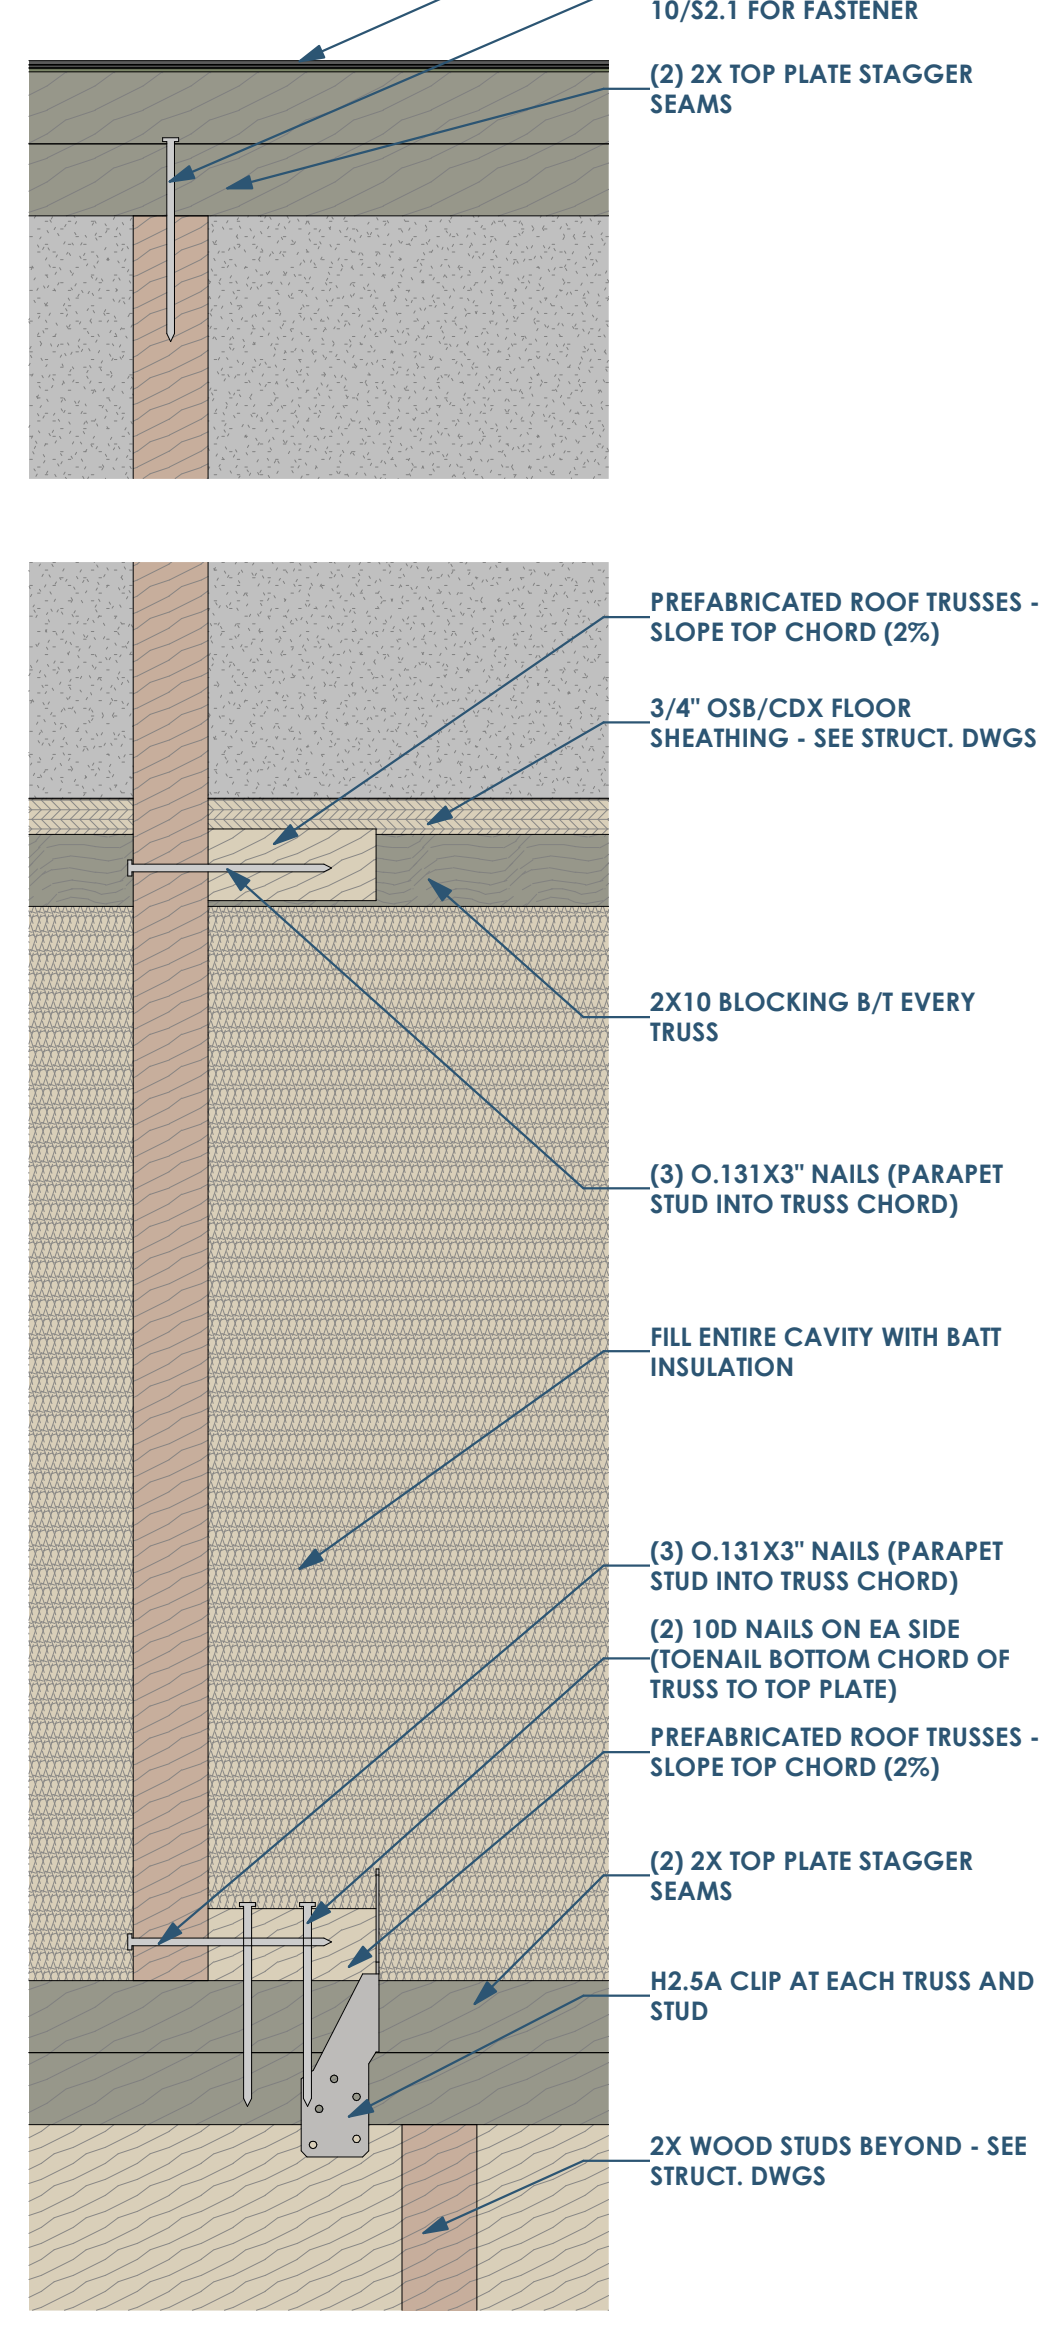 10/S2.1 FOR FASTENER
(2) 2X TOP PLATE STAGGER
SEAMS
PREFABRICATED ROOF TRUSSES -
SLOPE TOP CHORD (2%)
3/4" OSB/CDX FLOOR
SHEATHING - SEE STRUCT. DWGS
2X10 BLOCKING B/T EVERY
TRUSS
(3) O.131X3" NAILS (PARAPET
STUD INTO TRUSS CHORD)
FILL ENTIRE CAVITY WITH BATT
INSULATION
(3) O.131X3" NAILS (PARAPET
STUD INTO TRUSS CHORD)
(2) 10D NAILS ON EA SIDE
(TOENAIL BOTTOM CHORD OF
TRUSS TO TOP PLATE)
PREFABRICATED ROOF TRUSSES -
SLOPE TOP CHORD (2%)
(2) 2X TOP PLATE STAGGER
SEAMS
H2.5A CLIP AT EACH TRUSS AND
STUD
2X WOOD STUDS BEYOND - SEE
STRUCT. DWGS